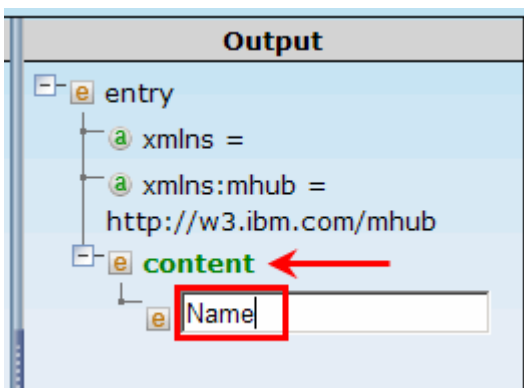 Output
e entry
a xmlns =
a xmlns:mhub =
http://w3.ibm.com/mhub
e content
e Name